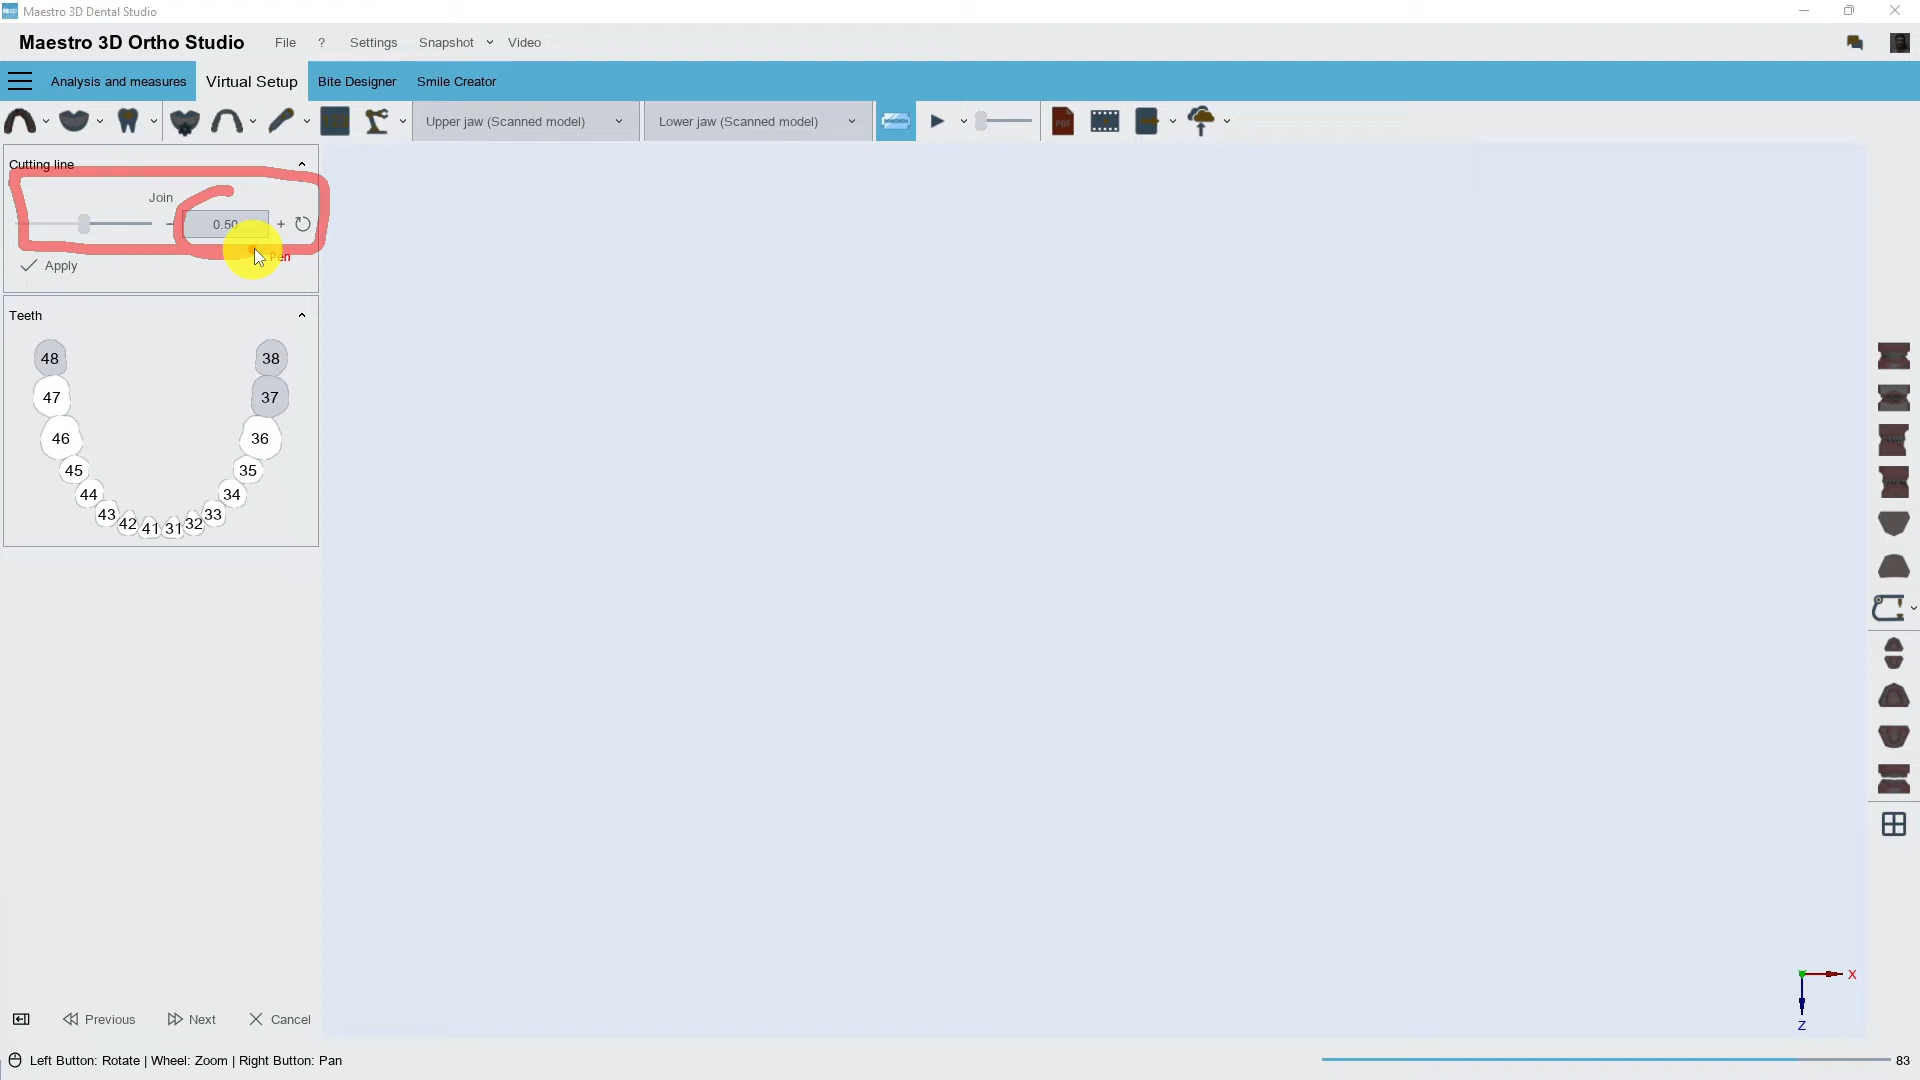 Maestro 3D Dental Studio
Maestro 3D Ortho Studio File ? Settings Snapshot Video
Analysis and measures Virtual Setup Bite Designer Smile Creator
Upper jaw (Scanned model) Lower jaw (Scanned model) PDF
Cutting line
Join
- 0.50 +
Pen
Apply
Teeth
48 38
47 37
46 36
45 35
44 34
43 33
42 41 31 32
X
Z
Previous Next Cancel
Left Button: Rotate | Wheel: Zoom | Right Button: Pan 83